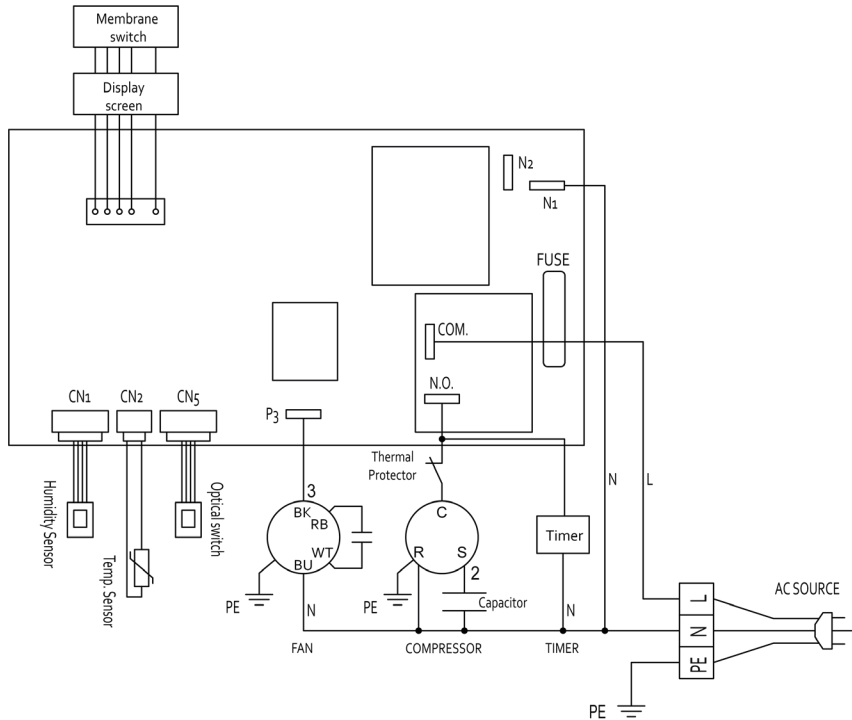 Membrane
switch
Display
screen
N2
N1
FUSE
COM.
N.O.
CN1
CN2
CN5
P3
Thermal
Protector
Humidity Sensor
Temp. Sensor
Optical switch
3
BK
RB
WT
BU
PE
N
C
R
S
2
PE
Capacitor
Timer
N
N
L
FAN
COMPRESSOR
TIMER
L
N
PE
AC SOURCE
PE